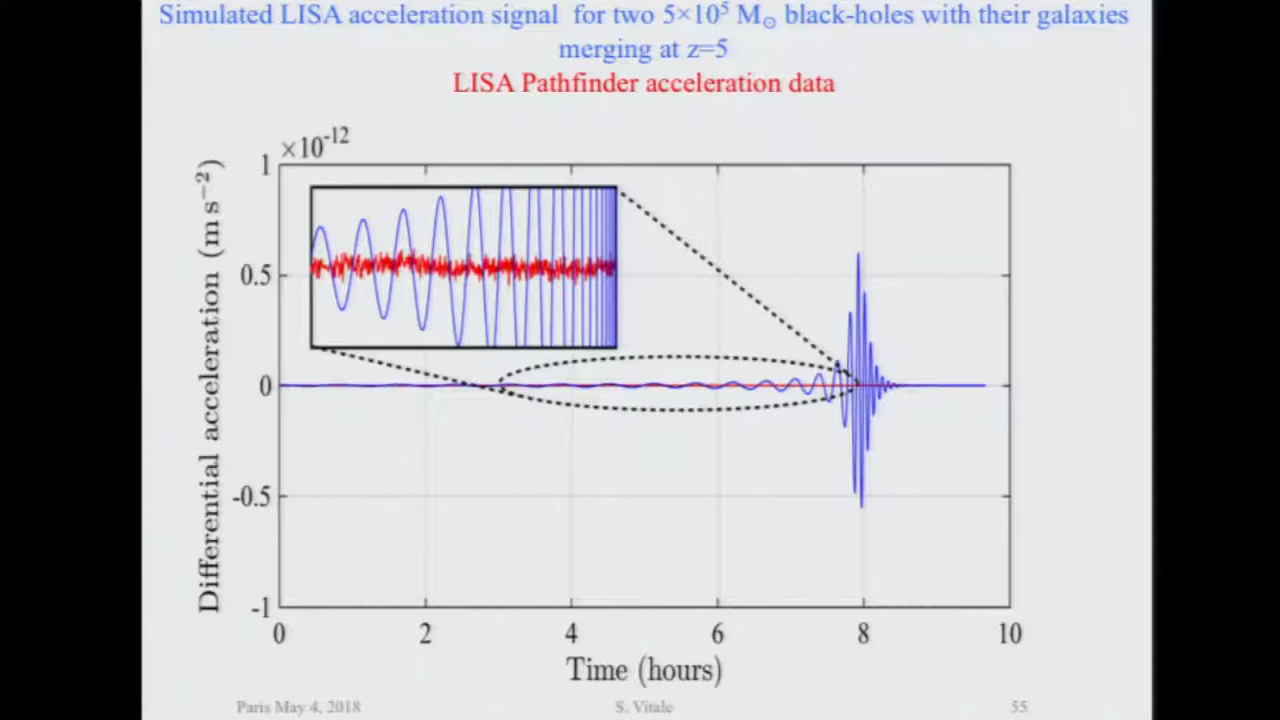 Simulated LISA acceleration signal for two 5×10⁵ M☉ black-holes with their galaxies
merging at z=5
LISA Pathfinder acceleration data
×10⁻¹²
1
0.5
0
-0.5
-1
Differential acceleration (m s⁻²)
0 2 4 6 8 10
Time (hours)
Paris May 4, 2018 S. Vitale 55